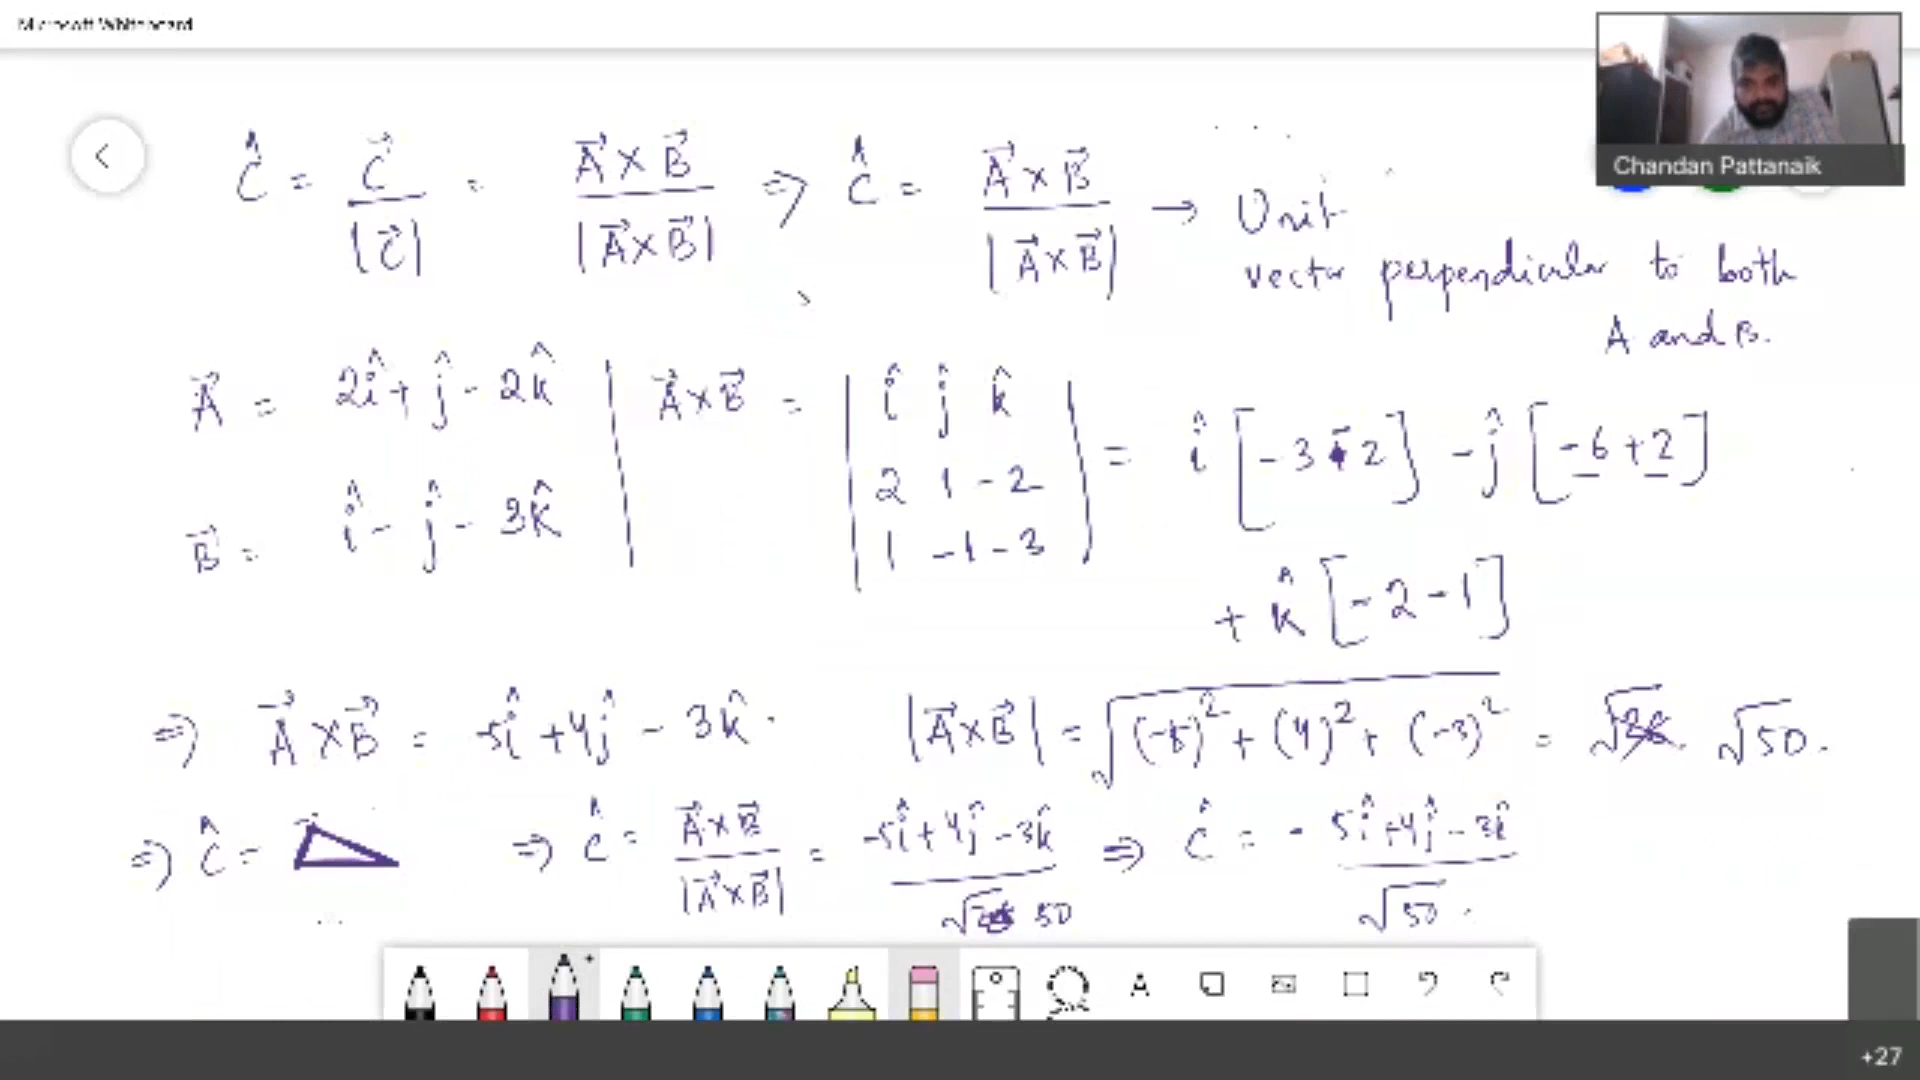 Microsoft Whiteboard
Chandan Pattanaik
Ĉ = C⃗ / |C⃗| = A⃗ × B⃗ / |A⃗ × B⃗| ⇒ Ĉ = A⃗ × B⃗ / |A⃗ × B⃗| → Unit
vector perpendicular to both
A and B.
A⃗ = 2î + ĵ - 2k̂
B⃗ = î - ĵ - 3k̂
A⃗ × B⃗ = | î ĵ k̂
2 1 -2
1 -1 -3 | = î [-3 - 2] - ĵ [-6 + 2]
+ k̂ [-2 - 1]
⇒ A⃗ × B⃗ = -5î + 4ĵ - 3k̂. |A⃗ × B⃗| = √(-5)² + (4)² + (-3)² = √50.
⇒ Ĉ = ⇒ Ĉ = A⃗ × B⃗ / |A⃗ × B⃗| = -5î + 4ĵ - 3k̂ / √50 ⇒ Ĉ = -5î + 4ĵ - 3k̂ / √50.
A
+27